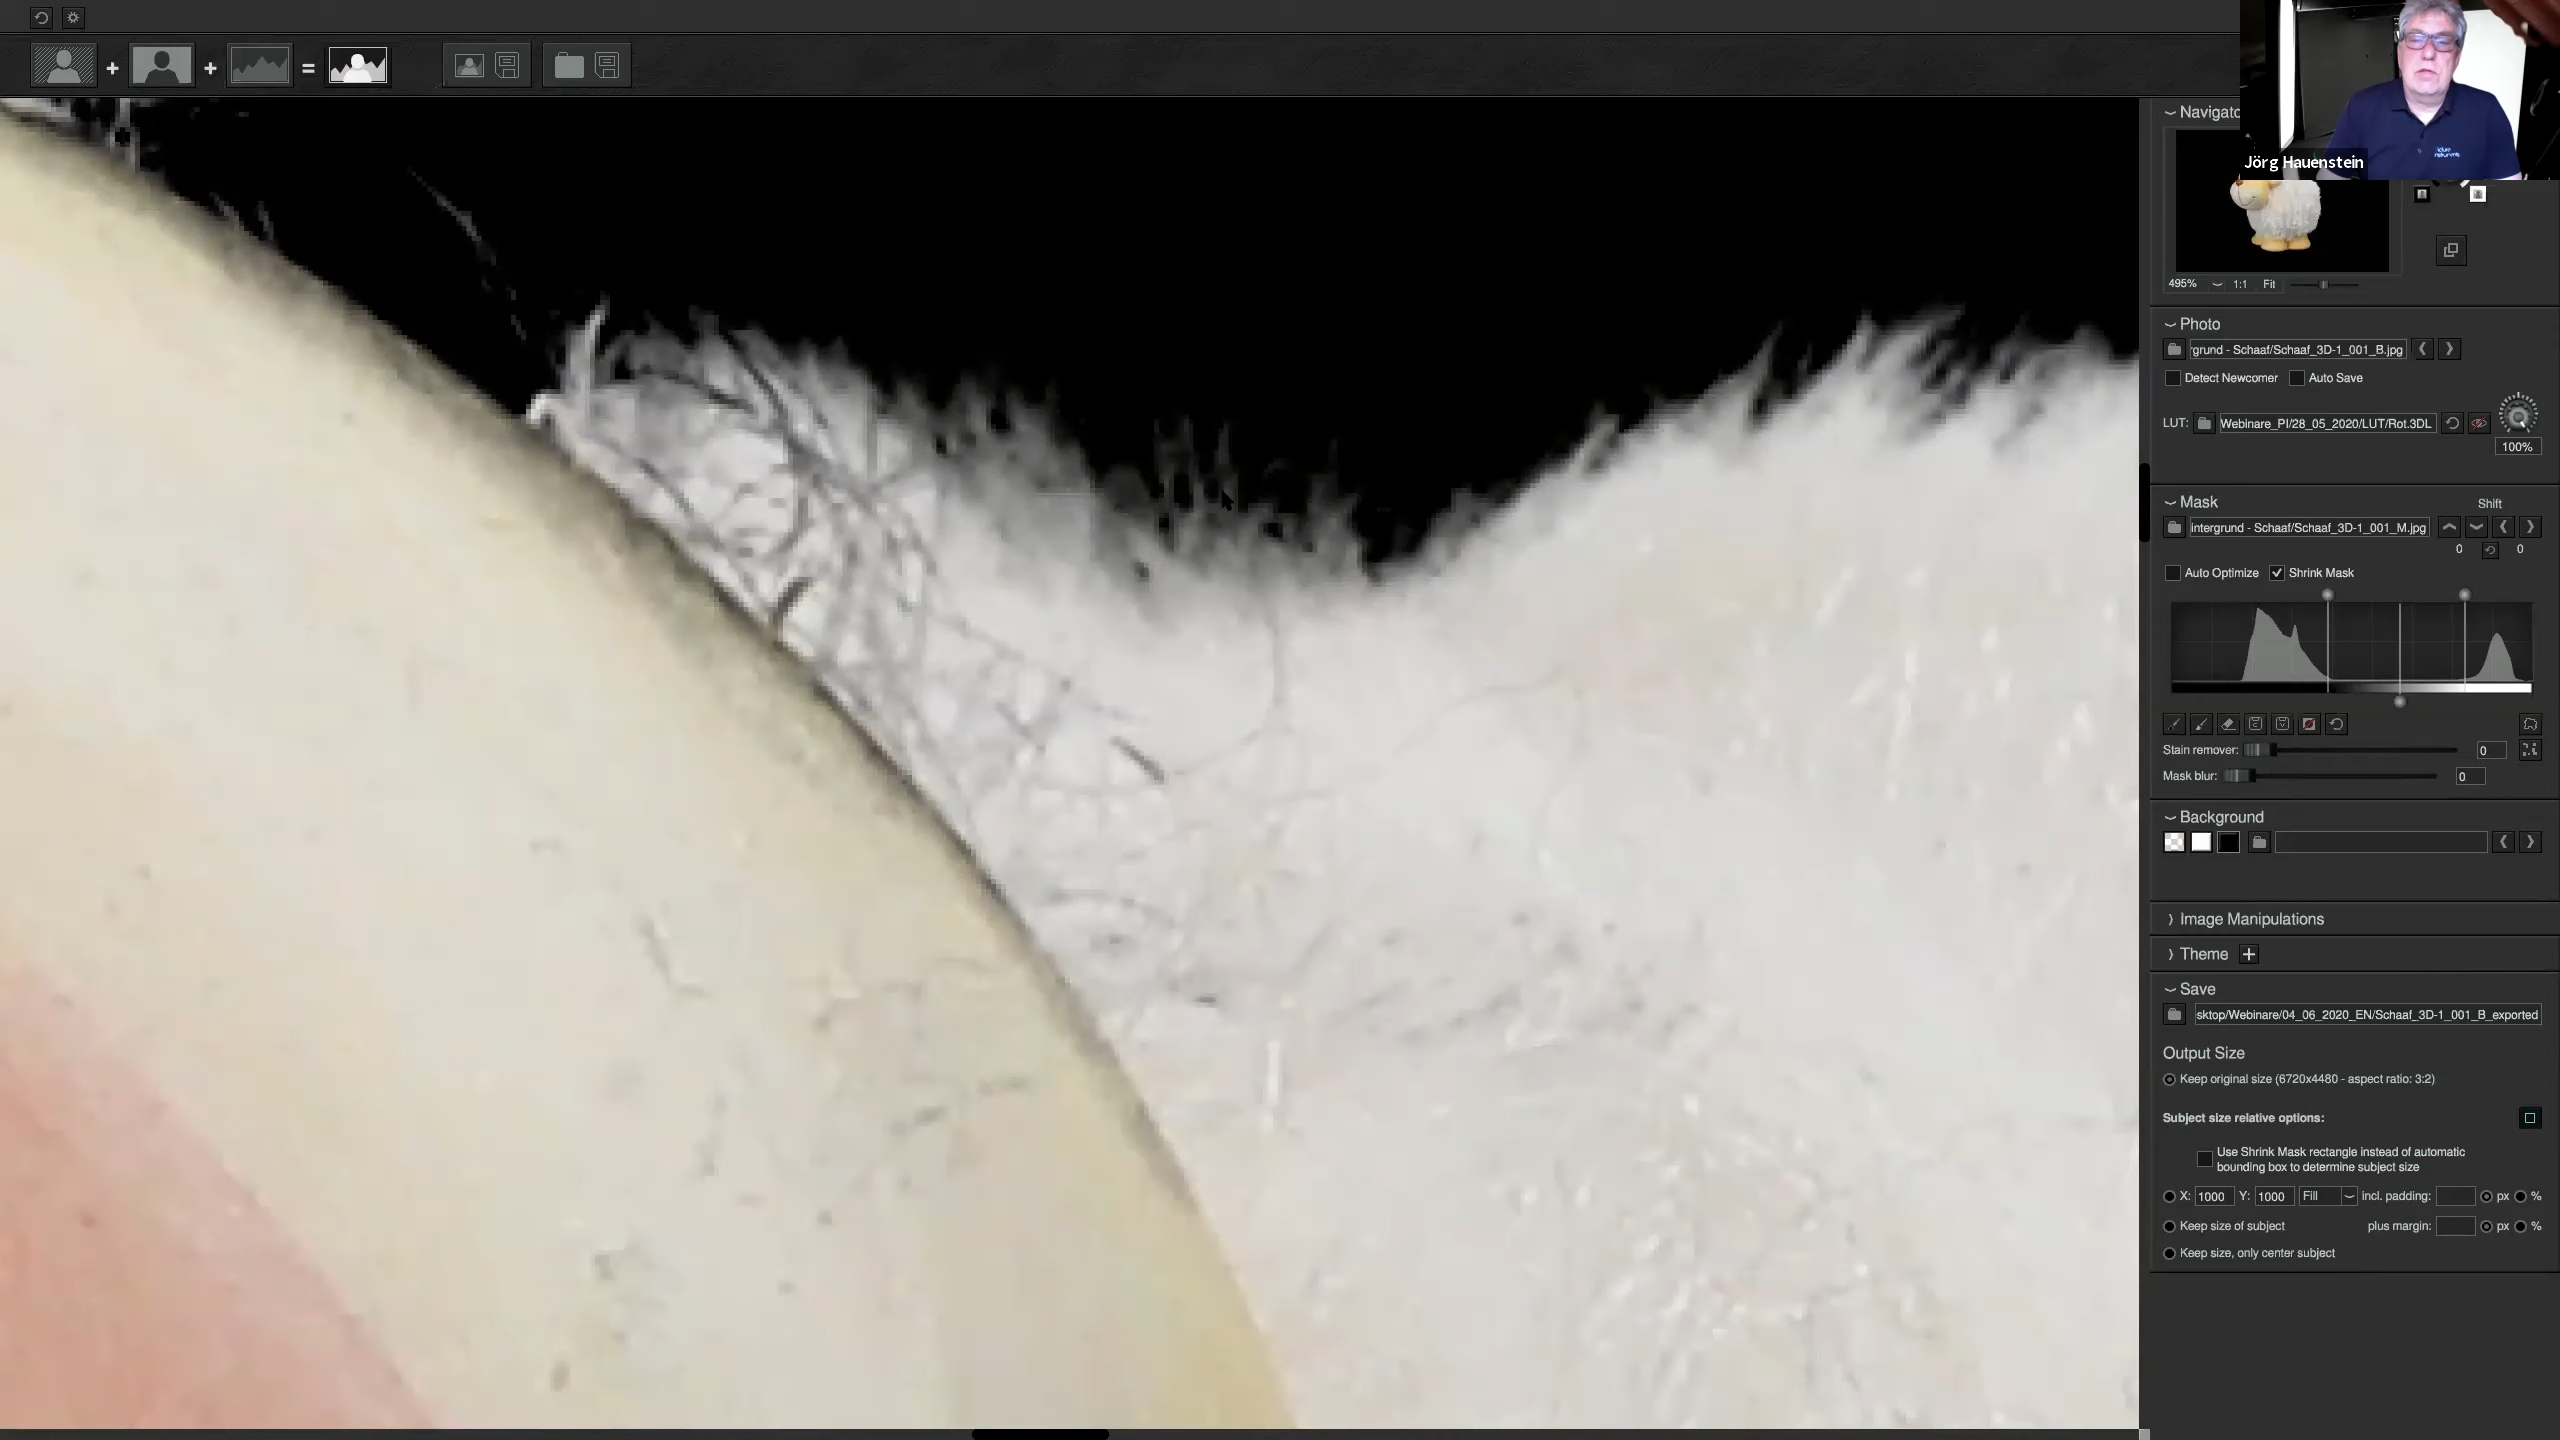 Jörg Hauenstein
Navigato
495%
1:1
Fit
Photo
rgrund - Schaaf/Schaaf_3D-1_001_B.jpg
Detect Newcomer
Auto Save
LUT:
Webinare_PI/28_05_2020/LUT/Rot.3DL
100%
Mask
Shift
intergrund - Schaaf/Schaaf_3D-1_001_M.jpg
0
0
Auto Optimize
Shrink Mask
Stain remover:
0
Mask blur:
0
Background
Image Manipulations
Theme
Save
sktop/Webinare/04_06_2020_EN/Schaaf_3D-1_001_B_exported
Output Size
Keep original size (6720x4480 - aspect ratio: 3:2)
Subject size relative options:
Use Shrink Mask rectangle instead of automatic
bounding box to determine subject size
X: 1000 Y: 1000 Fill incl. padding: px %
Keep size of subject plus margin: px %
Keep size, only center subject